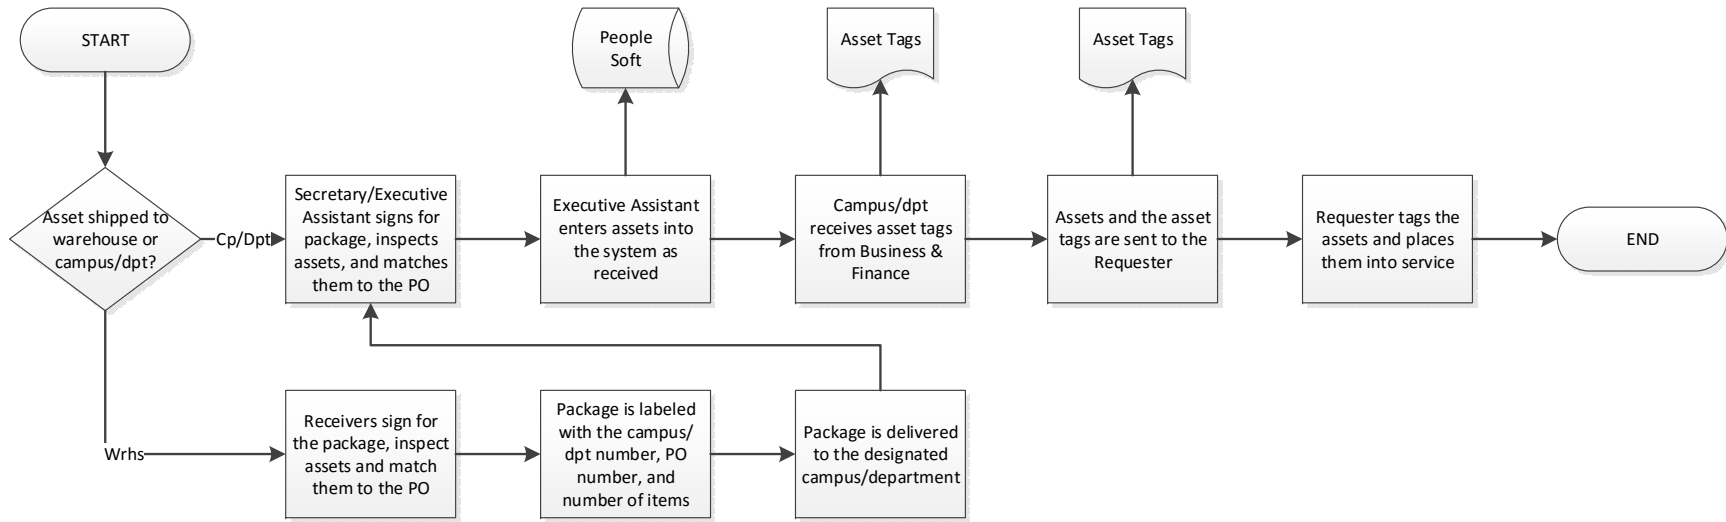 START
People
Soft
Asset Tags
Asset Tags
Asset shipped to
warehouse or
campus/dpt?
Cp/Dpt
Secretary/Executive
Assistant signs for
package, inspects
assets, and matches
them to the PO
Executive Assistant
enters assets into
the system as
received
Campus/dpt
receives asset tags
from Business &
Finance
Assets and the asset
tags are sent to the
Requester
Requester tags the
assets and places
them into service
END
Wrhs
Receivers sign for
the package, inspect
assets and match
them to the PO
Package is labeled
with the campus/
dpt number, PO
number, and
number of items
Package is delivered
to the designated
campus/department